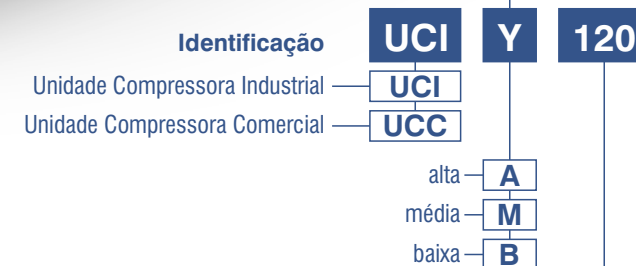 Identificação UCI Y 120
Unidade Compressora Industrial UCI
Unidade Compressora Comercial UCC
alta A
média M
baixa B